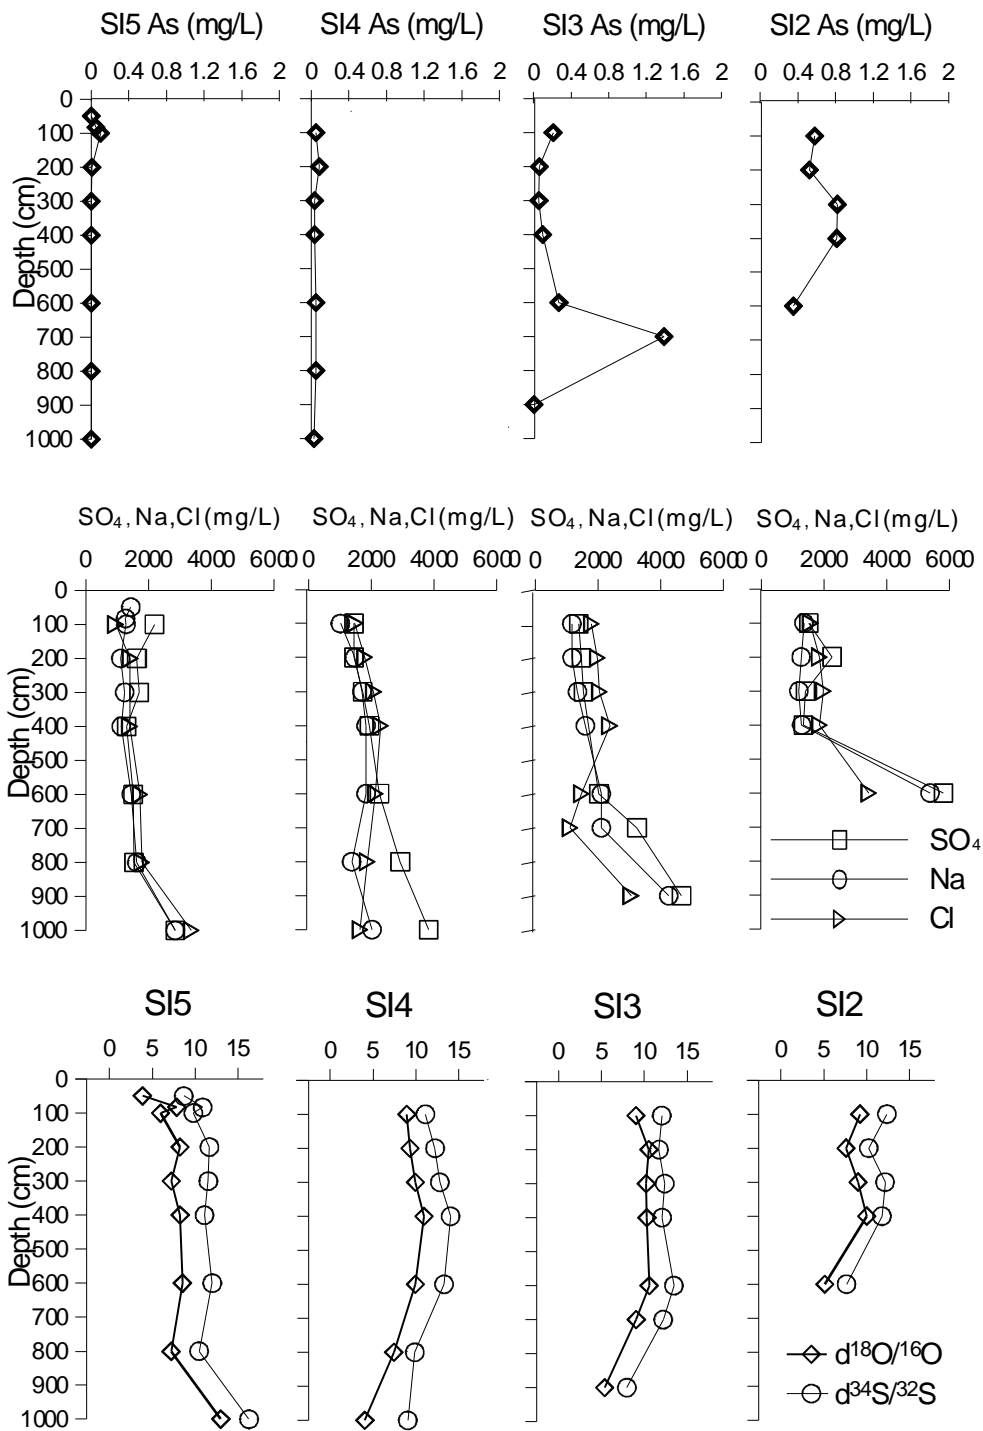 SI5 As (mg/L) SI4 As (mg/L) SI3 As (mg/L) SI2 As (mg/L)
0 0.4 0.8 1.2 1.6 2 0 0.4 0.8 1.2 1.6 2 0 0.4 0.8 1.2 1.6 2 0 0.4 0.8 1.2 1.6 2
Depth (cm)
0
100
200
300
400
500
600
700
800
900
1000
SO₄, Na,Cl (mg/L) SO₄, Na,Cl (mg/L) SO₄, Na,Cl (mg/L) SO₄, Na,Cl (mg/L)
0 2000 4000 6000 0 2000 4000 6000 0 2000 4000 6000 0 2000 4000 6000
Depth (cm)
0
100
200
300
400
500
600
700
800
900
1000
SO₄
Na
Cl
SI5 SI4 SI3 SI2
0 5 10 15 0 5 10 15 0 5 10 15 0 5 10 15
Depth (cm)
0
100
200
300
400
500
600
700
800
900
1000
d¹⁸O/¹⁶O
d³⁴S/³²S